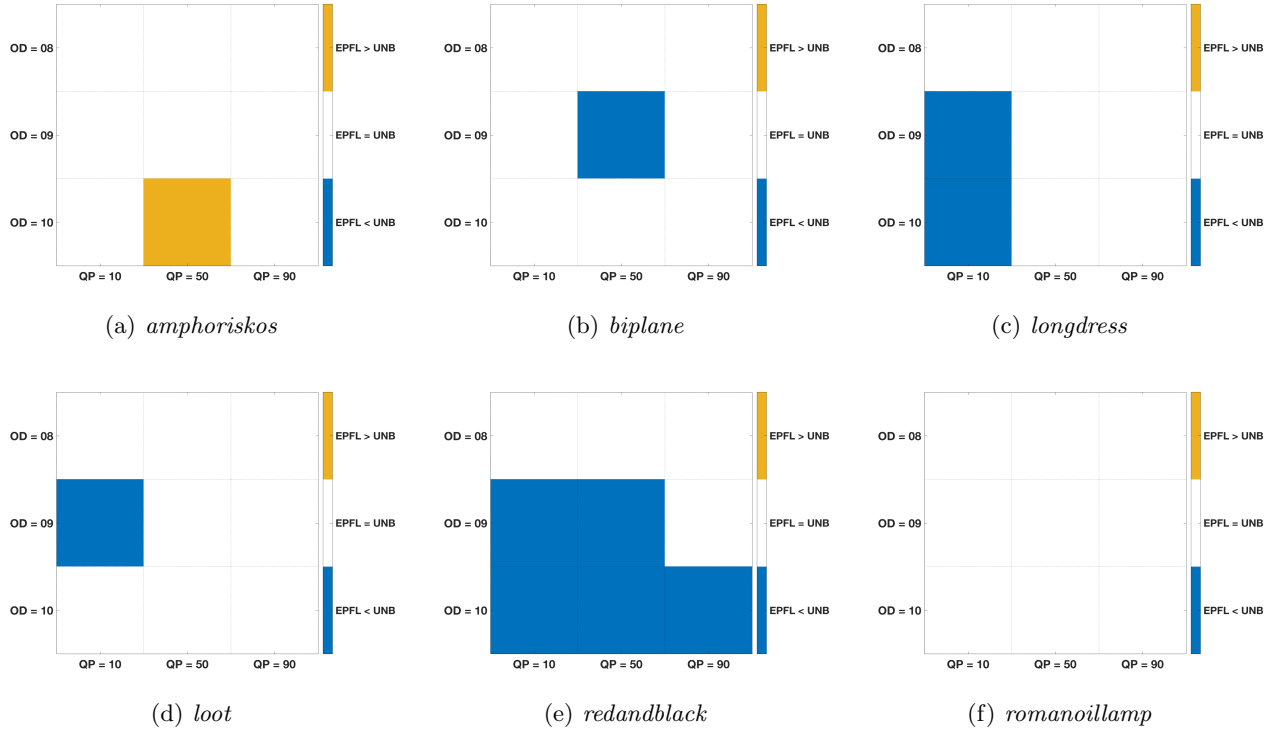 OD = 08
OD = 09
OD = 10
QP = 10
QP = 50
QP = 90
EPFL > UNB
EPFL = UNB
EPFL < UNB
(a) amphoriskos
OD = 08
OD = 09
OD = 10
QP = 10
QP = 50
QP = 90
EPFL > UNB
EPFL = UNB
EPFL < UNB
(b) biplane
OD = 08
OD = 09
OD = 10
QP = 10
QP = 50
QP = 90
EPFL > UNB
EPFL = UNB
EPFL < UNB
(c) longdress
OD = 08
OD = 09
OD = 10
QP = 10
QP = 50
QP = 90
EPFL > UNB
EPFL = UNB
EPFL < UNB
(d) loot
OD = 08
OD = 09
OD = 10
QP = 10
QP = 50
QP = 90
EPFL > UNB
EPFL = UNB
EPFL < UNB
(e) redandblack
OD = 08
OD = 09
OD = 10
QP = 10
QP = 50
QP = 90
EPFL > UNB
EPFL = UNB
EPFL < UNB
(f) romanoillamp